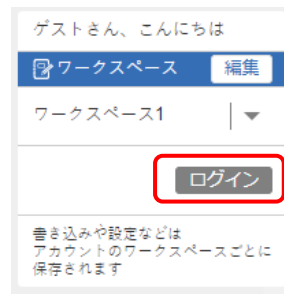 ゲストさん、こんにちは
ワークスペース 編集
ワークスペース1
ログイン
書き込みや設定などは
アカウントのワークスペースごとに
保存されます